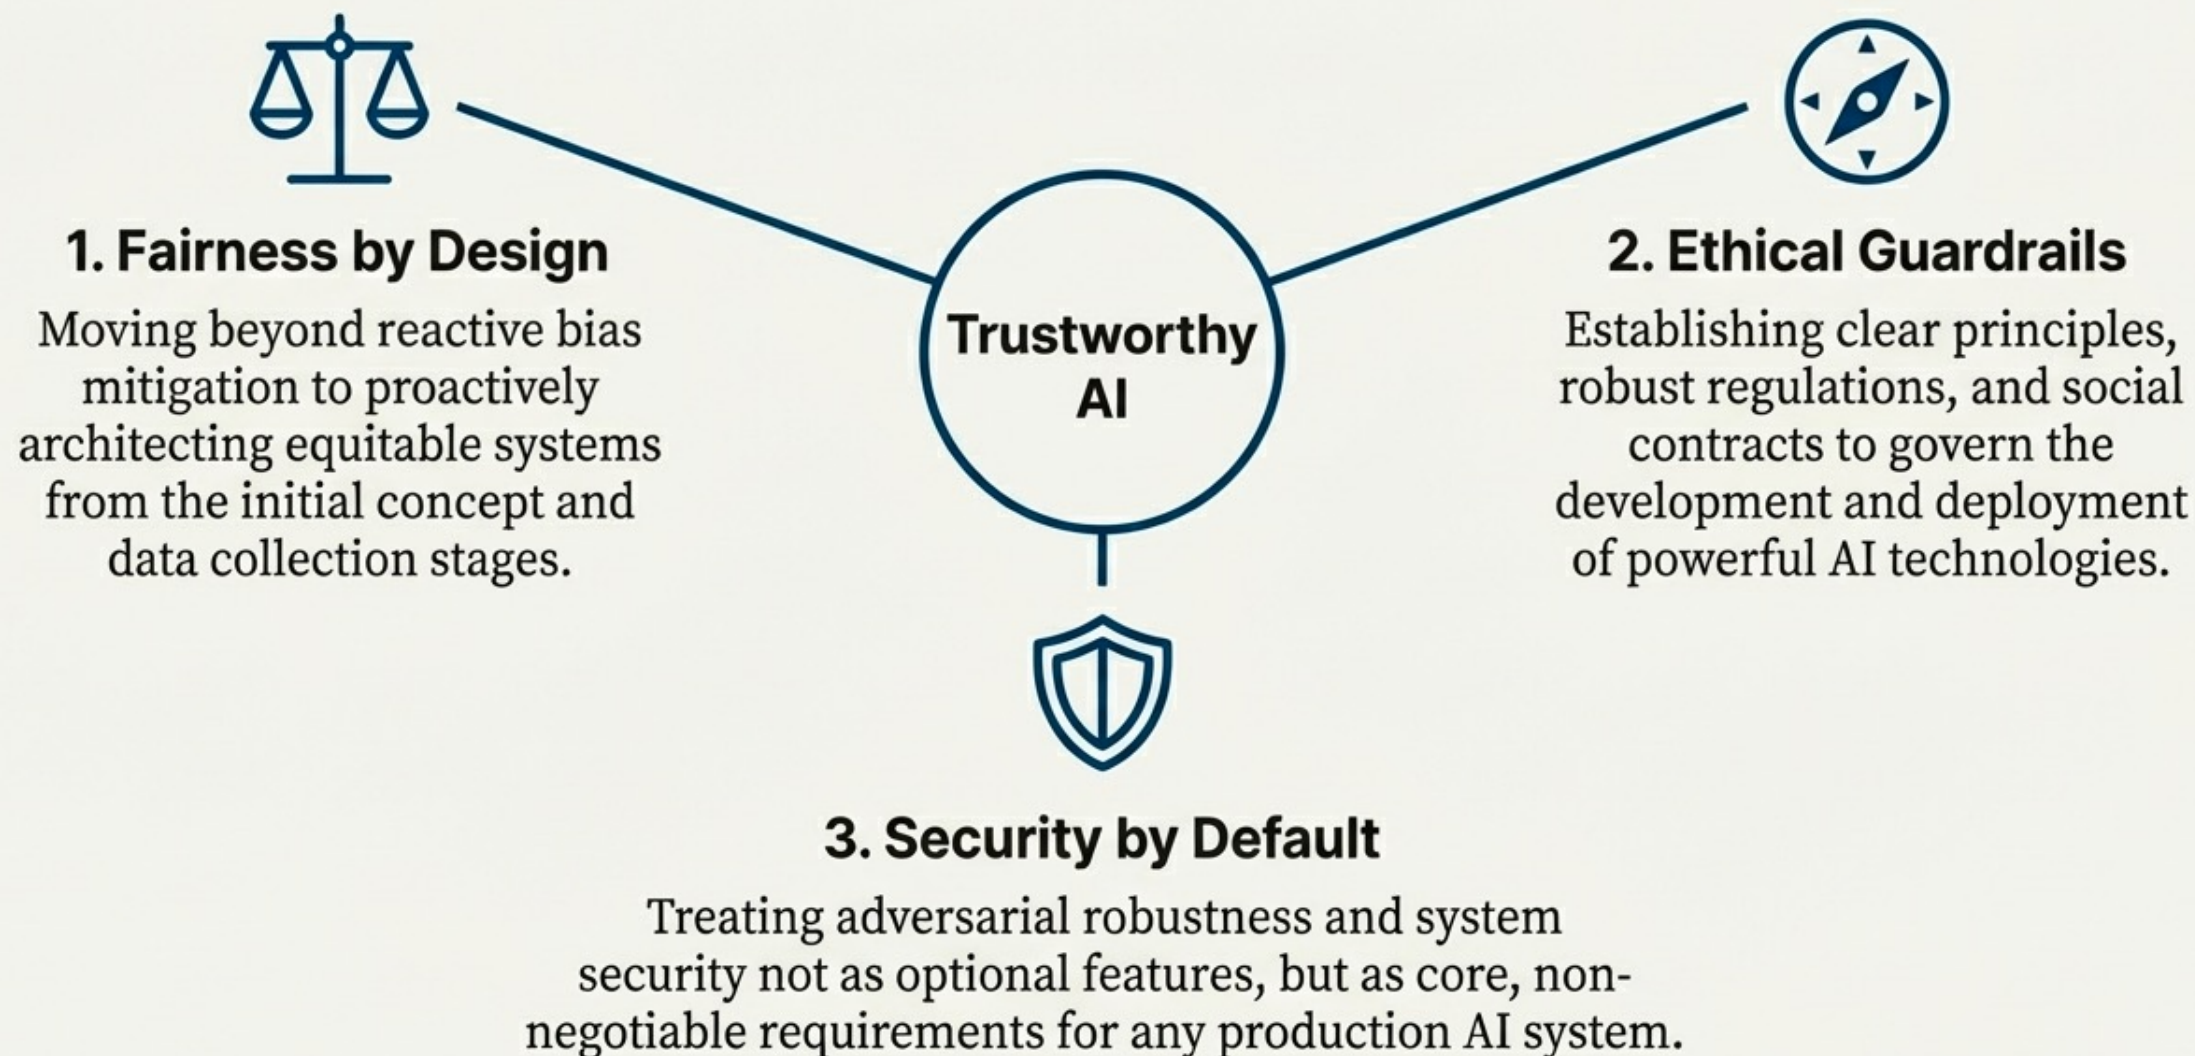 1. Fairness by Design
Moving beyond reactive bias
mitigation to proactively
architecting equitable systems
from the initial concept and
data collection stages.
Trustworthy
AI
2. Ethical Guardrails
Establishing clear principles,
robust regulations, and social
contracts to govern the
development and deployment
of powerful AI technologies.
3. Security by Default
Treating adversarial robustness and system
security not as optional features, but as core, non-
negotiable requirements for any production AI system.